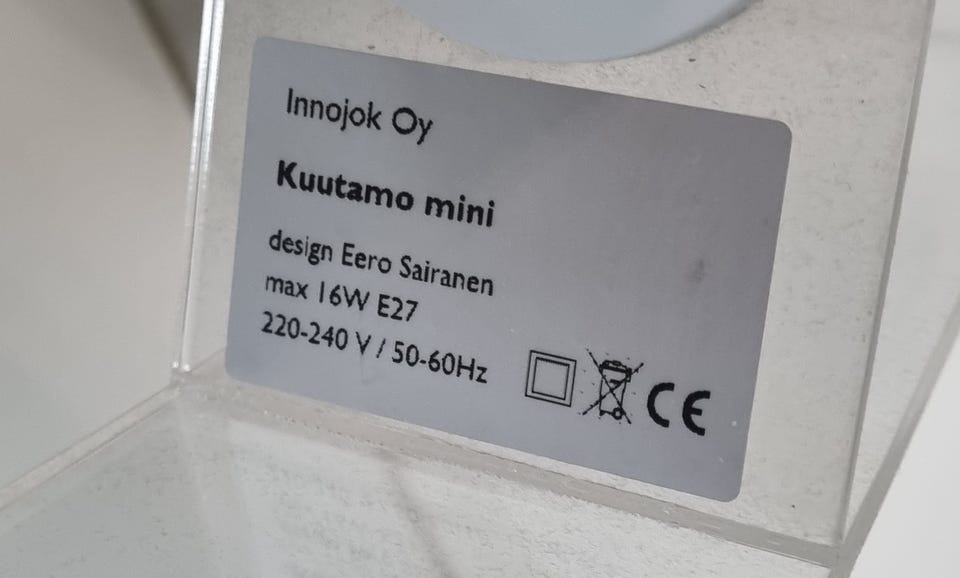 Innojok Oy
Kuutamo mini
design Eero Sairanen
max 16W E27
220-240 V / 50-60Hz
CE